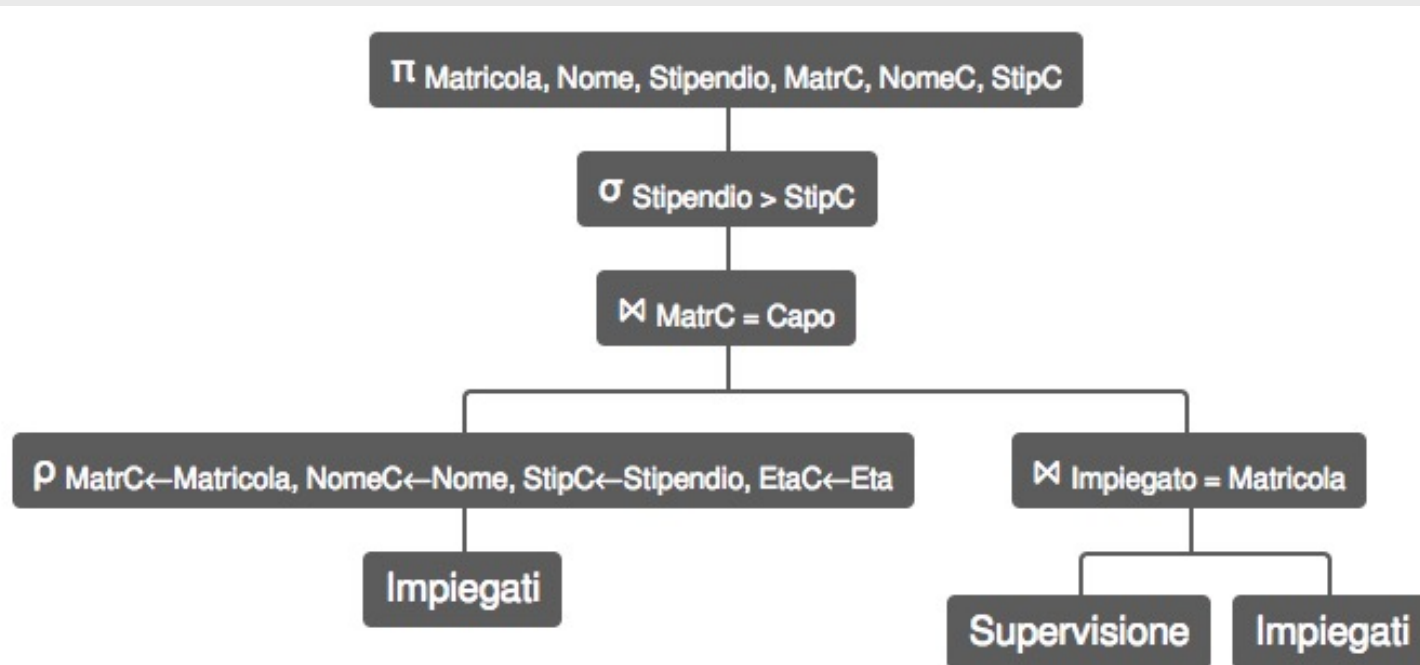 π Matricola, Nome, Stipendio, MatrC, NomeC, StipC
σ Stipendio > StipC
⋈ MatrC = Capo
ρ MatrC←Matricola, NomeC←Nome, StipC←Stipendio, EtaC←Eta
⋈ Impiegato = Matricola
Impiegati
Supervisione
Impiegati